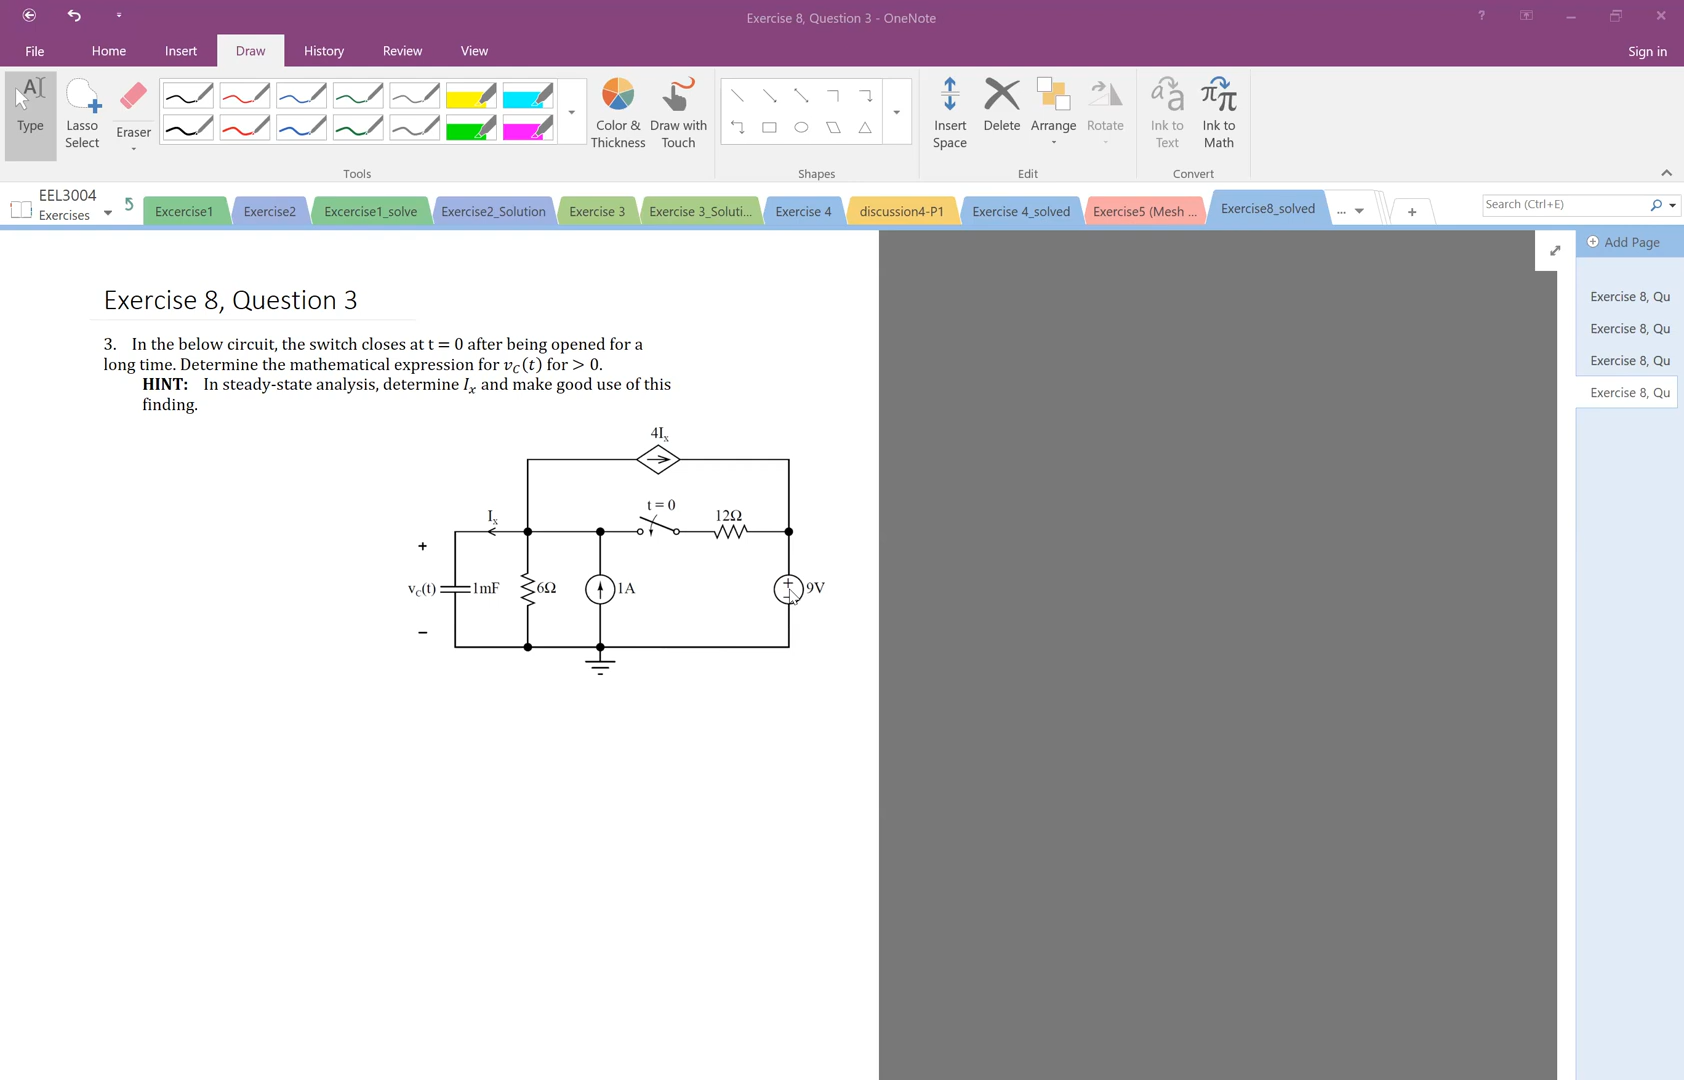 Exercise 8, Question 3 - OneNote
?
File
Home
Insert
Draw
History
Review
View
Sign in
Type
Lasso
Select
Eraser
Color &
Thickness
Draw with
Touch
Insert
Space
Delete
Arrange
Rotate
Ink to
Text
Ink to
Math
Tools
Shapes
Edit
Convert
EEL3004
Exercises
Excercise1
Exercise2
Excercise1_solve
Exercise2_Solution
Exercise 3
Exercise 3_Soluti...
Exercise 4
discussion4-P1
Exercise 4_solved
Exercise5 (Mesh ...
Exercise8_solved
...
Search (Ctrl+E)
Add Page
Exercise 8, Qu
Exercise 8, Qu
Exercise 8, Qu
Exercise 8, Qu
Exercise 8, Question 3
3. In the below circuit, the switch closes at t = 0 after being opened for a
long time. Determine the mathematical expression for v_C(t) for > 0.
HINT: In steady-state analysis, determine I_x and make good use of this
finding.
4I_x
t = 0
12Ω
I_x
+
v_C(t)
1mF
6Ω
1A
+
−
9V
−